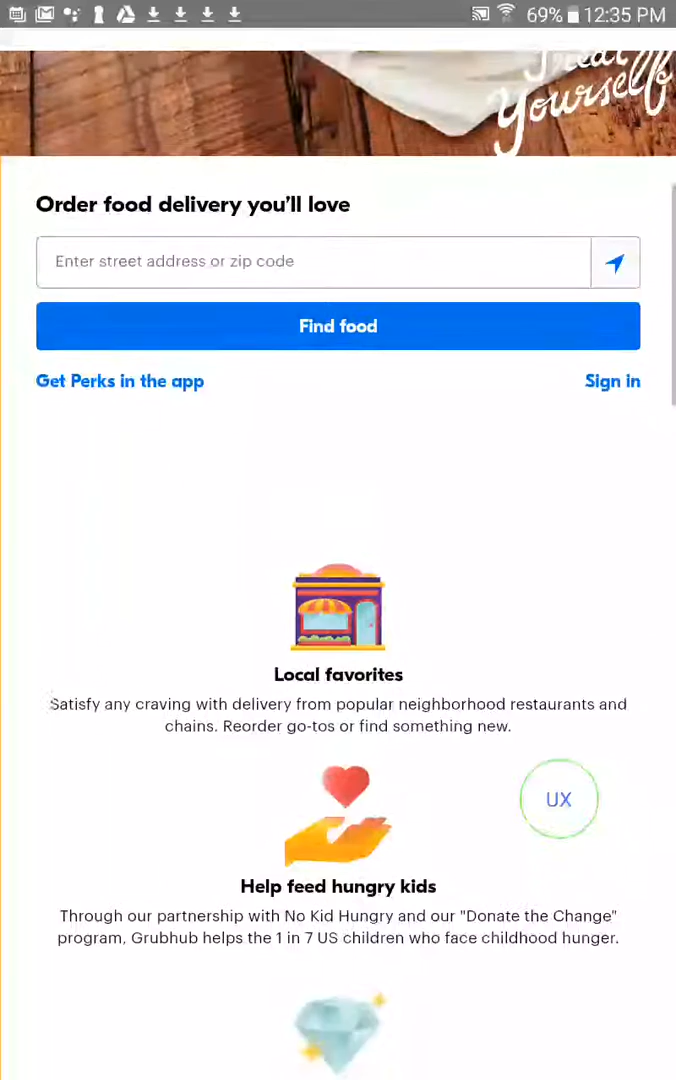 69% 12:35 PM
Treat
Yourself
Order food delivery you'll love
Enter street address or zip code
Find food
Get Perks in the app
Sign in
Local favorites
Satisfy any craving with delivery from popular neighborhood restaurants and
chains. Reorder go-tos or find something new.
UX
Help feed hungry kids
Through our partnership with No Kid Hungry and our "Donate the Change"
program, Grubhub helps the 1 in 7 US children who face childhood hunger.